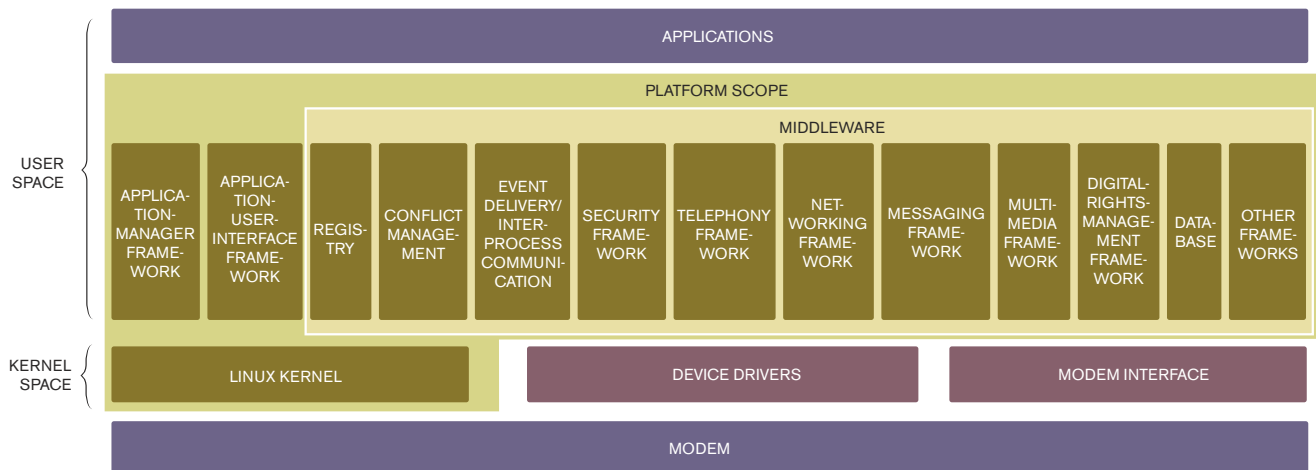 APPLICATIONS
PLATFORM SCOPE
MIDDLEWARE
USER
SPACE
APPLICA-
TION-
MANAGER
FRAME-
WORK
APPLICA-
TION-
USER-
INTERFACE
FRAME-
WORK
REGIS-
TRY
CONFLICT
MANAGE-
MENT
EVENT
DELIVERY/
INTER-
PROCESS
COMMUNI-
CATION
SECURITY
FRAME-
WORK
TELEPHONY
FRAME-
WORK
NET-
WORKING
FRAME-
WORK
MESSAGING
FRAME-
WORK
MULTI-
MEDIA
FRAME-
WORK
DIGITAL-
RIGHTS-
MANAGE-
MENT
FRAME-
WORK
DATA-
BASE
OTHER
FRAME-
WORKS
KERNEL
SPACE
LINUX KERNEL
DEVICE DRIVERS
MODEM INTERFACE
MODEM